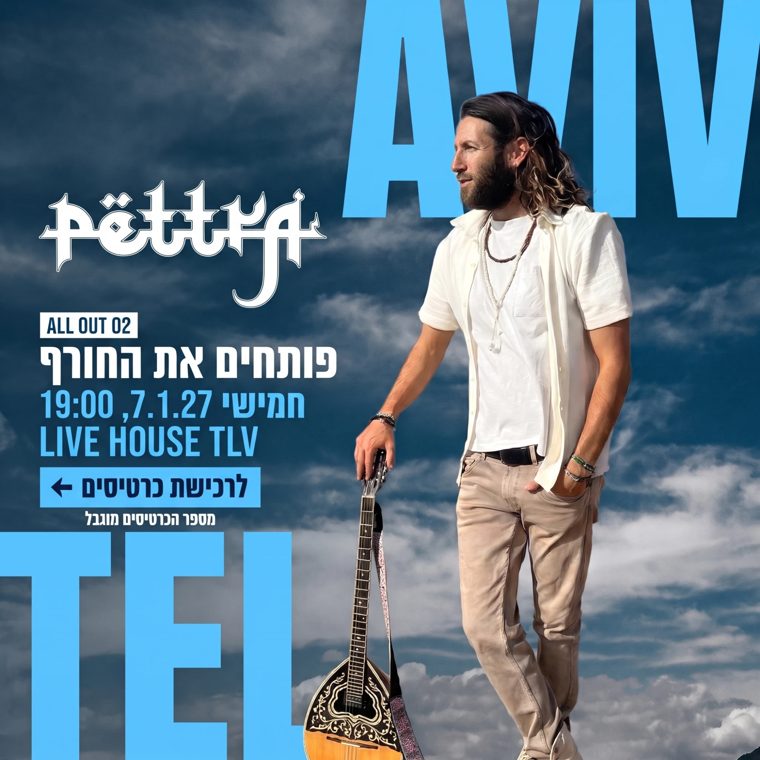 AVIV
pëttra
ALL OUT 02
פותחים את החורף
חמישי 7.1.27, 19:00
LIVE HOUSE TLV
לרכישת כרטיסים ←
מספר הכרטיסים מוגבל
TEL